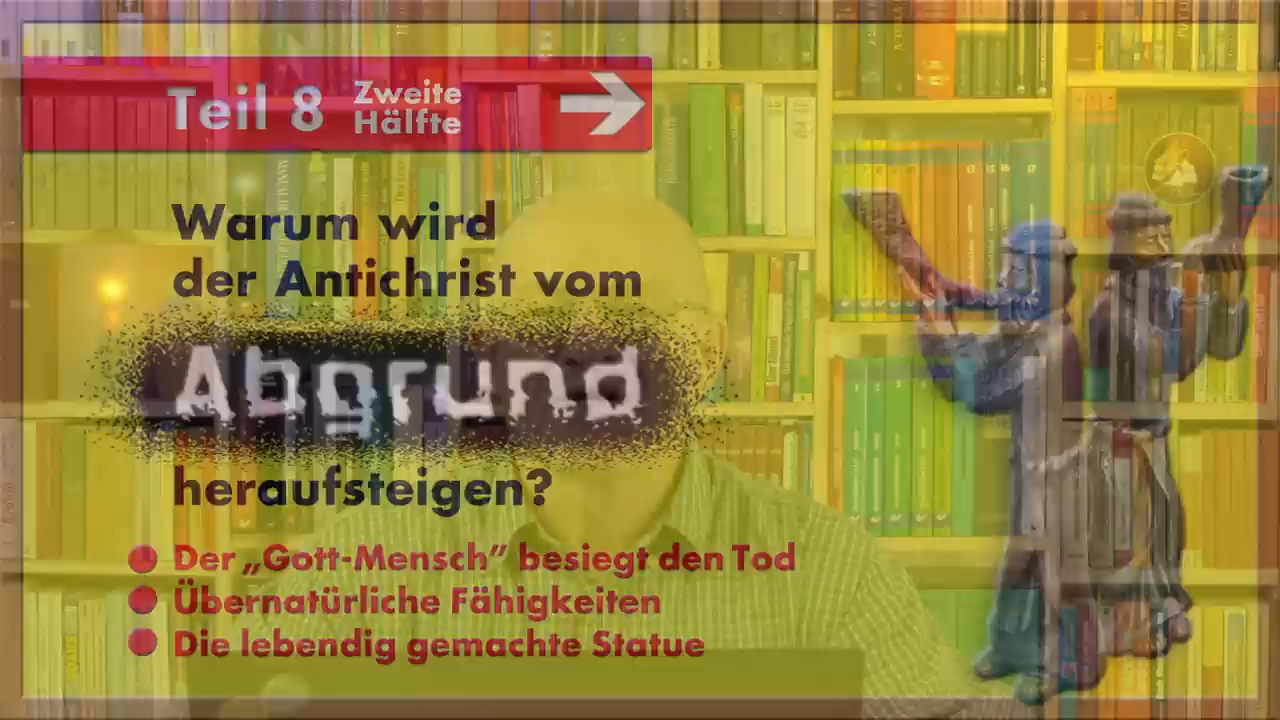 Teil 8
Zweite
Hälfte
Warum wird
der Antichrist vom
Abgrund
heraufsteigen?
Der „Gott-Mensch” besiegt den Tod
Übernatürliche Fähigkeiten
Die lebendig gemachte Statue